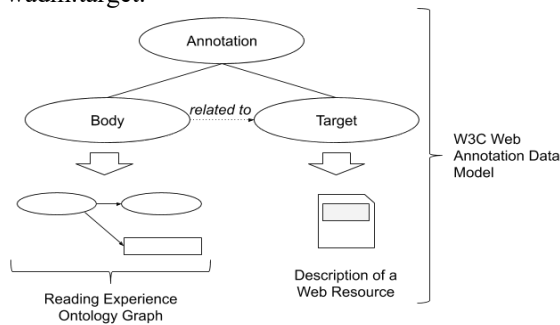 wadm:target.
Annotation
Body
related to
Target
W3C Web
Annotation Data
Model
Description of a
Web Resource
Reading Experience
Ontology Graph